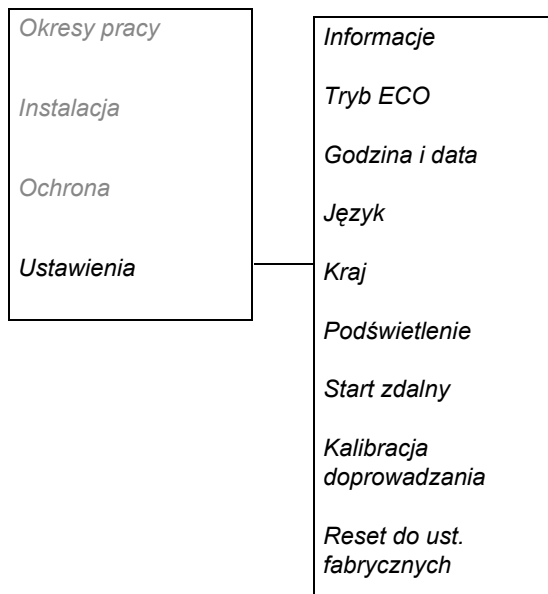 Okresy pracy
Instalacja
Ochrona
Ustawienia
Informacje
Tryb ECO
Godzina i data
Język
Kraj
Podświetlenie
Start zdalny
Kalibracja
doprowadzania
Reset do ust.
fabrycznych